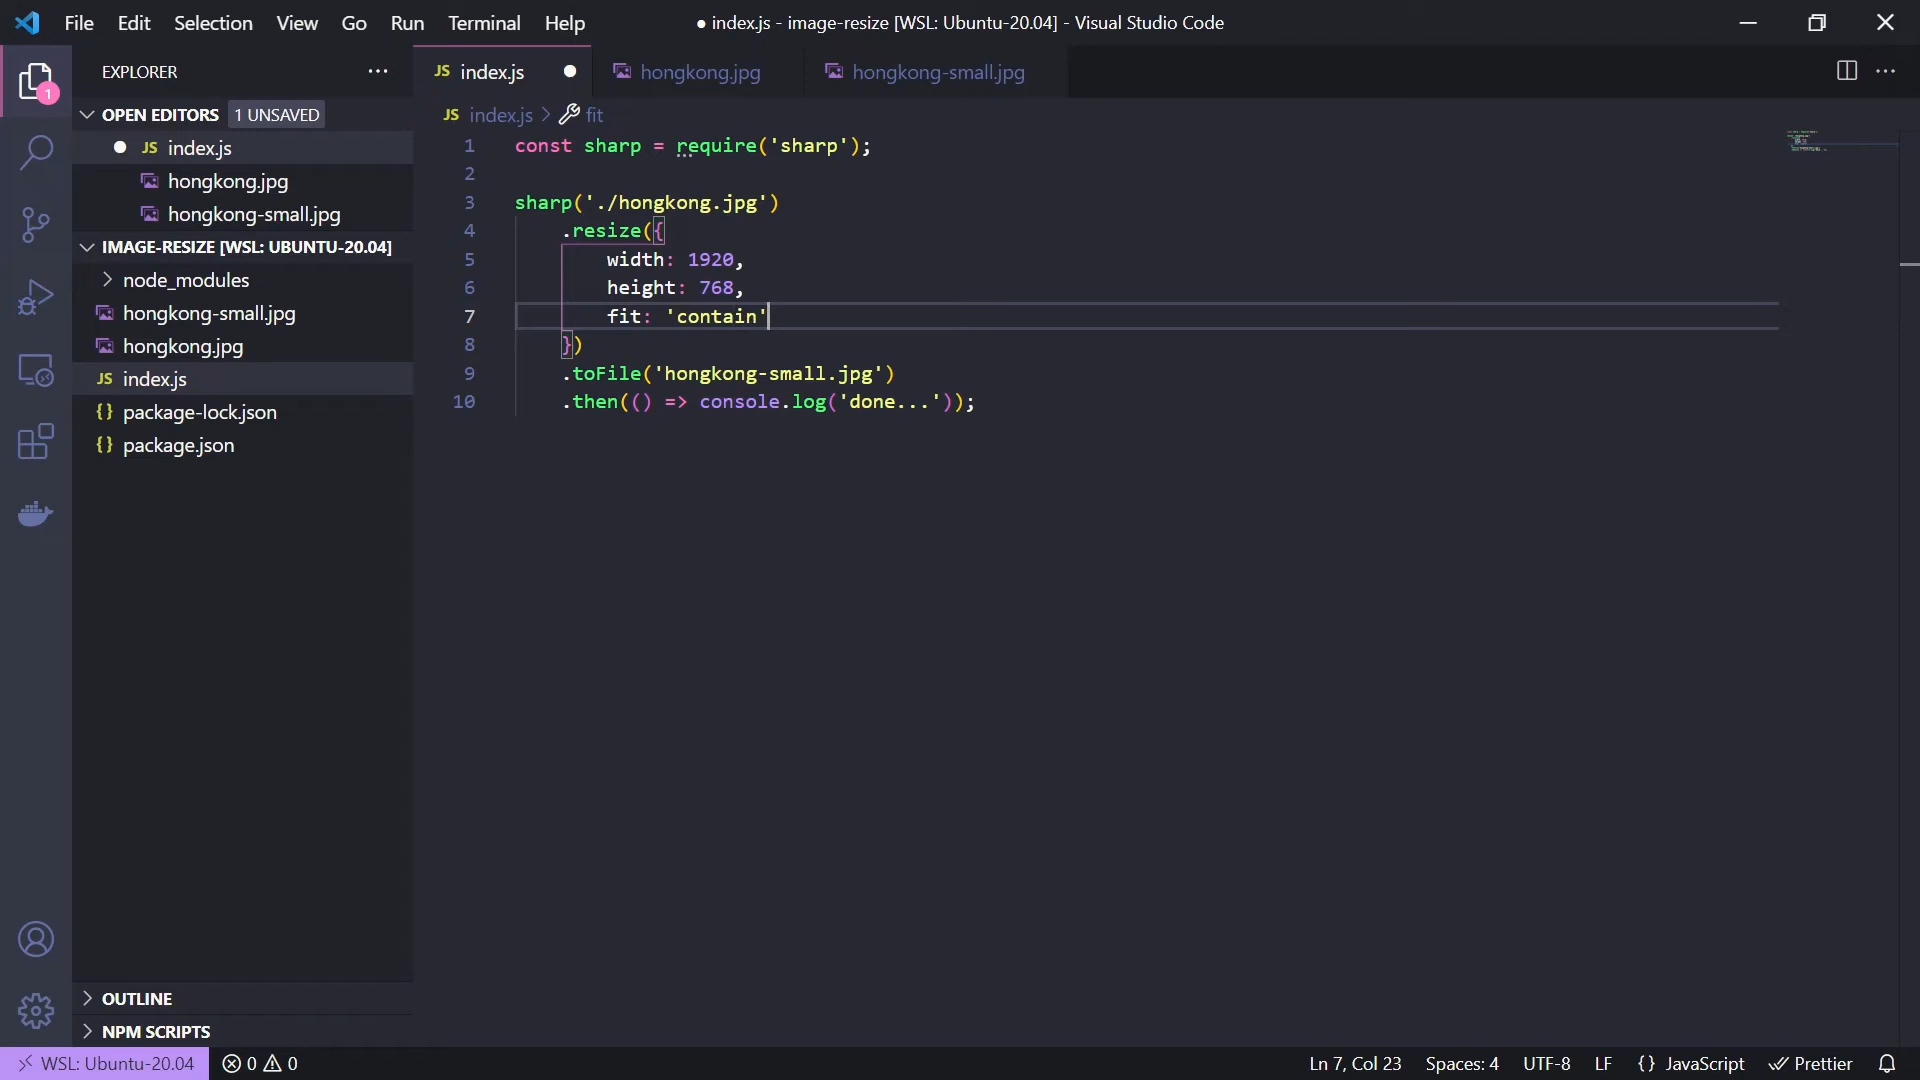 File Edit Selection View Go Run Terminal Help
● index.js - image-resize [WSL: Ubuntu-20.04] - Visual Studio Code
EXPLORER
1
OPEN EDITORS 1 UNSAVED
JS index.js
hongkong.jpg
hongkong-small.jpg
IMAGE-RESIZE [WSL: UBUNTU-20.04]
node_modules
hongkong-small.jpg
hongkong.jpg
JS index.js
{} package-lock.json
{} package.json
OUTLINE
NPM SCRIPTS
JS index.js
hongkong.jpg
hongkong-small.jpg
JS index.js > fit
1 const sharp = require('sharp');
2
3 sharp('./hongkong.jpg')
4 .resize({
5 width: 1920,
6 height: 768,
7 fit: 'contain'
8 })
9 .toFile('hongkong-small.jpg')
10 .then(() => console.log('done...'));
WSL: Ubuntu-20.04 0 0
Ln 7, Col 23 Spaces: 4 UTF-8 LF {} JavaScript Prettier